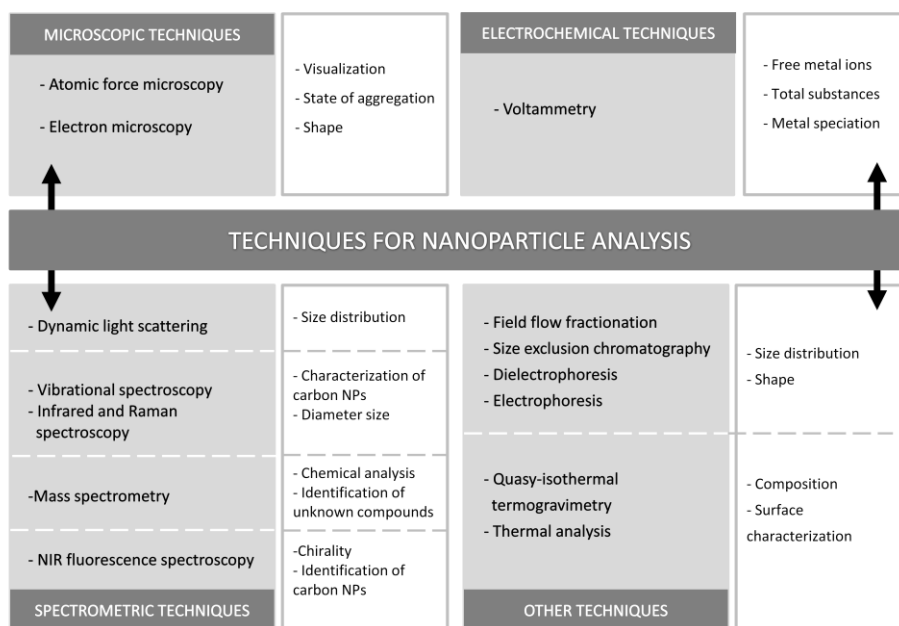 MICROSCOPIC TECHNIQUES
- Atomic force microscopy
- Electron microscopy
- Visualization
- State of aggregation
- Shape
ELECTROCHEMICAL TECHNIQUES
- Voltammetry
- Free metal ions
- Total substances
- Metal speciation
TECHNIQUES FOR NANOPARTICLE ANALYSIS
- Dynamic light scattering
- Size distribution
- Vibrational spectroscopy
- Infrared and Raman
spectroscopy
- Characterization of
carbon NPs
- Diameter size
-Mass spectrometry
- Chemical analysis
- Identification of
unknown compounds
- NIR fluorescence spectroscopy
-Chirality
- Identification of
carbon NPs
SPECTROMETRIC TECHNIQUES
- Field flow fractionation
- Size exclusion chromatography
- Dielectrophoresis
- Electrophoresis
- Size distribution
- Shape
- Quasy-isothermal
termogravimetry
- Thermal analysis
- Composition
- Surface
characterization
OTHER TECHNIQUES